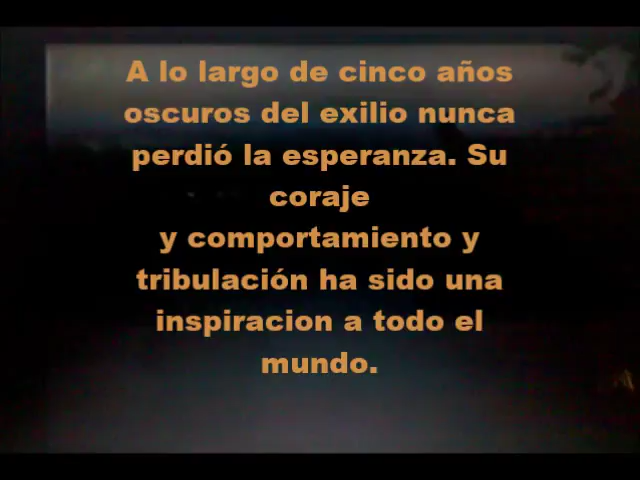 A lo largo de cinco años
oscuros del exilio nunca
perdió la esperanza. Su
coraje
y comportamiento y
tribulación ha sido una
inspiracion a todo el
mundo.